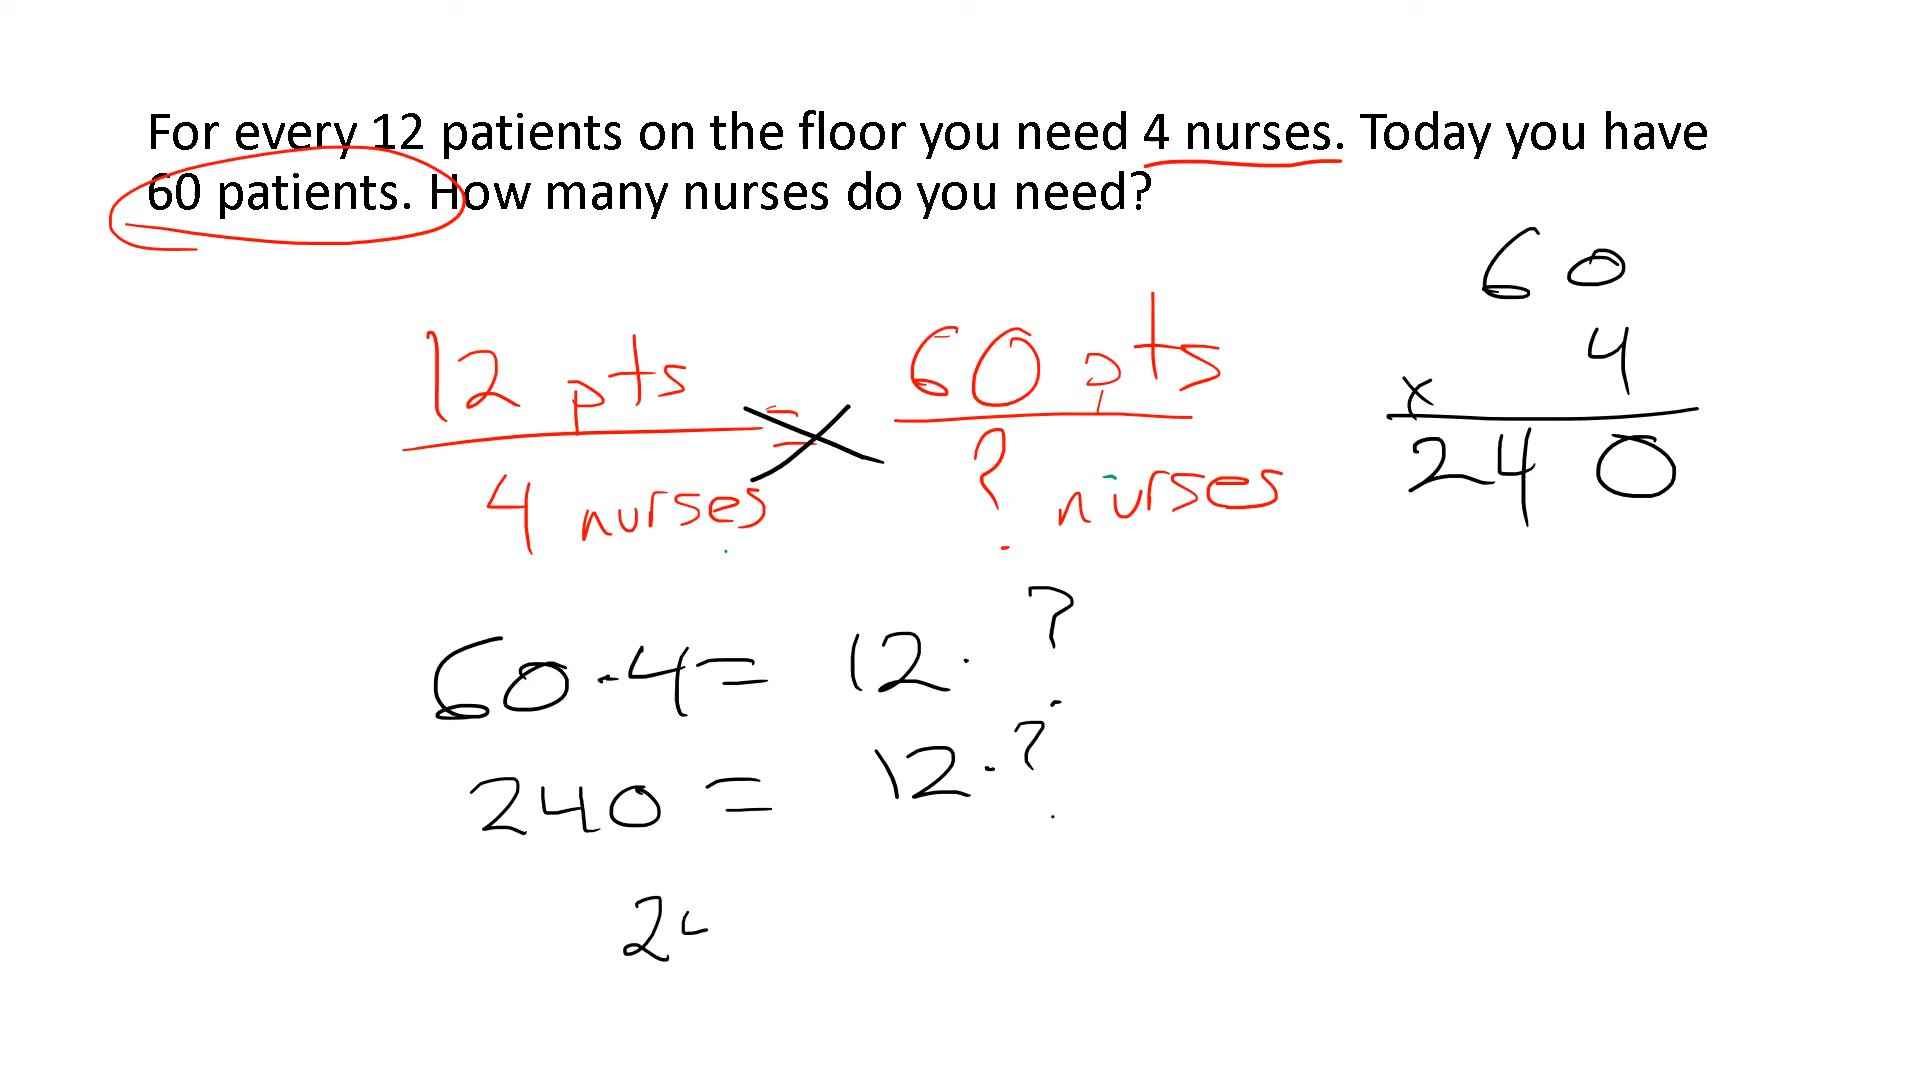 For every 12 patients on the floor you need 4 nurses. Today you have
60 patients. How many nurses do you need?
12 pts = 60 pts
4 nurses ? nurses
60
x 4
240
60 · 4 = 12 · ?
240 = 12 · ?
24